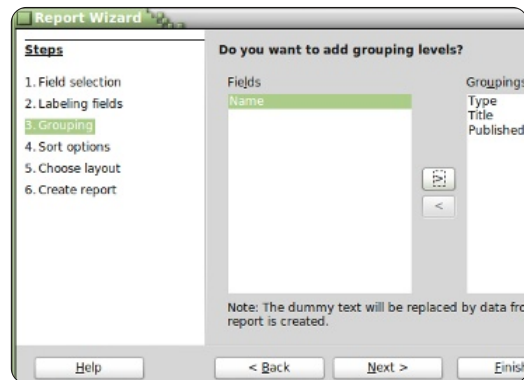 Report Wizard
Steps
1. Field selection
2. Labeling fields
3. Grouping
4. Sort options
5. Choose layout
6. Create report
Do you want to add grouping levels?
Fields
Name
>
<
Groupings
Type
Title
Published
Note: The dummy text will be replaced by data
report is created.
Help
< Back
Next >
Finish